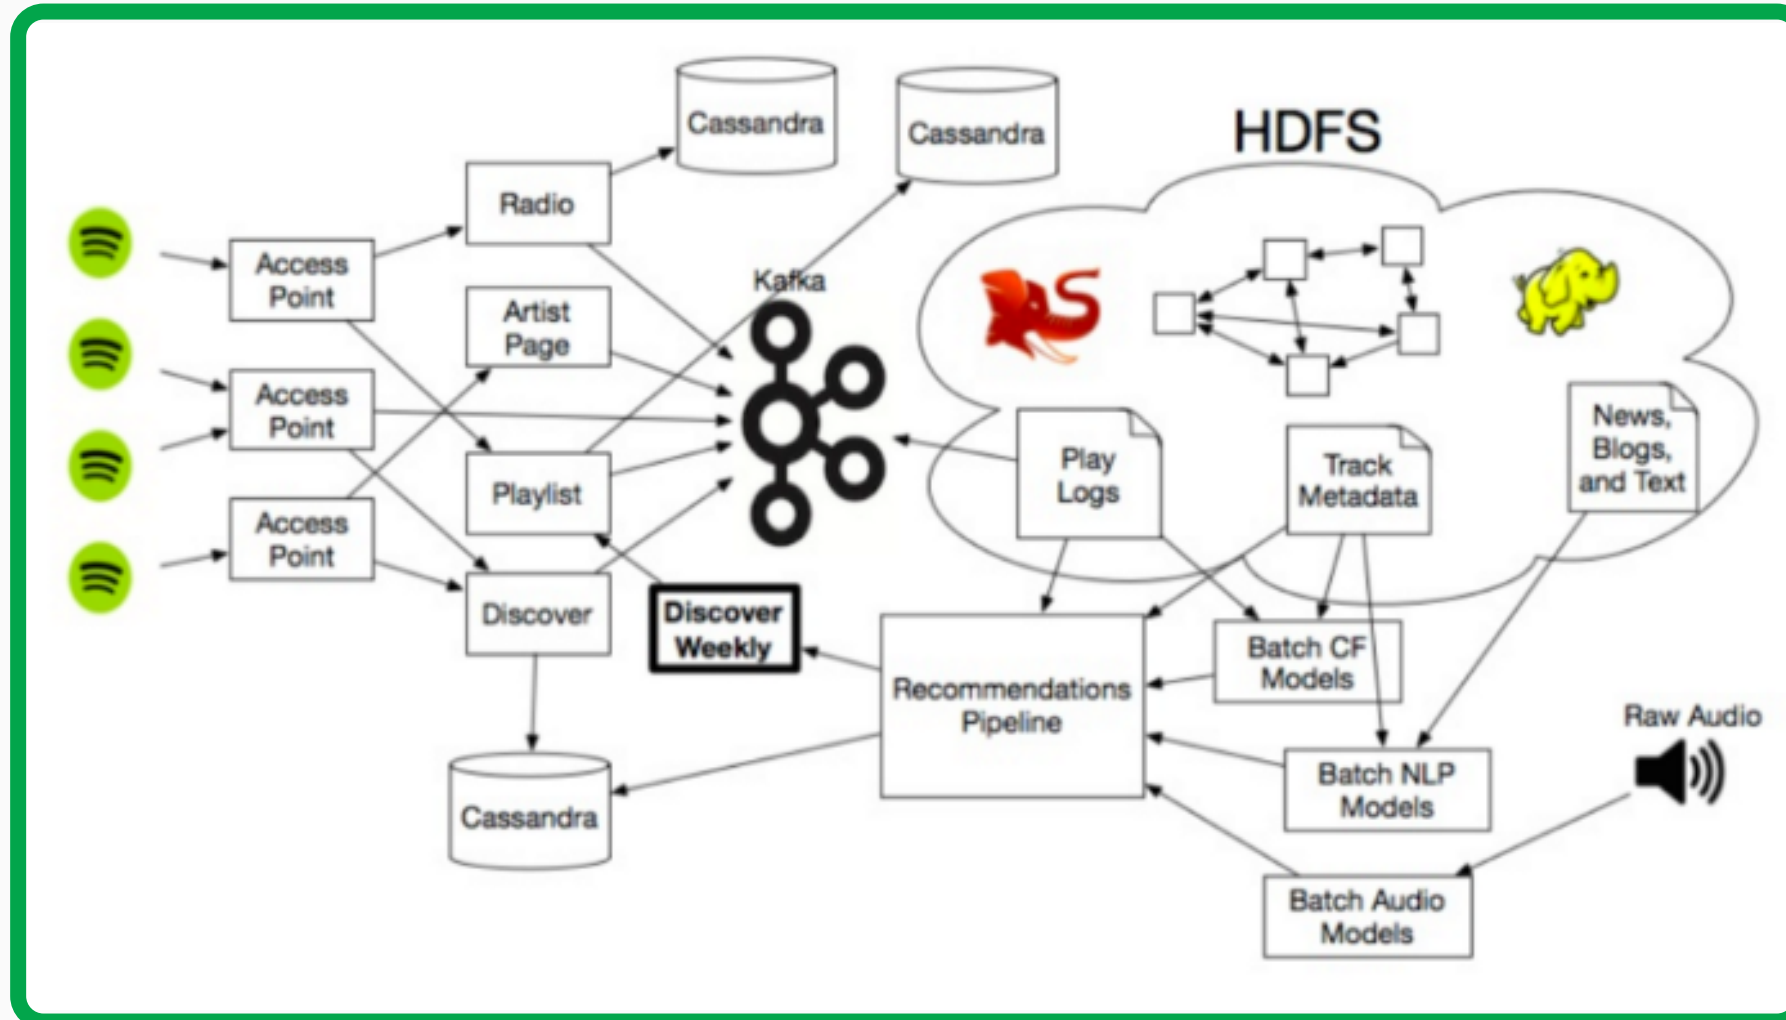 Cassandra
Cassandra
HDFS
Radio
Access
Point
Kafka
Artist
Page
Access
Point
Playlist
Access
Point
Play
Logs
Track
Metadata
News,
Blogs,
and Text
Discover
Discover
Weekly
Recommendations
Pipeline
Batch CF
Models
Raw Audio
Batch NLP
Models
Cassandra
Batch Audio
Models